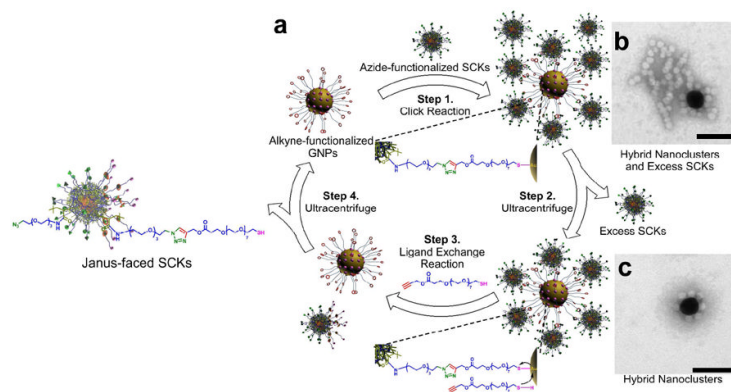 a
b
Azide-functionalized SCKs
Step 1.
Click Reaction
Alkyne-functionalized
GNPs
Hybrid Nanoclusters
and Excess SCKs
Step 4.
Ultracentrifuge
Step 2.
Ultracentrifuge
Excess SCKs
Step 3.
Ligand Exchange
Reaction
Janus-faced SCKs
c
Hybrid Nanoclusters